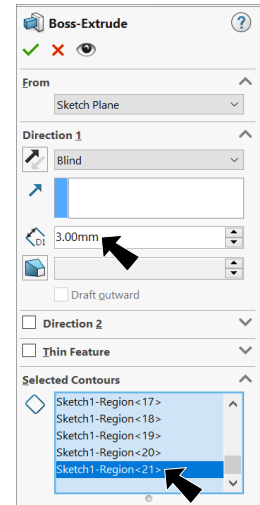 Boss-Extrude
?
From
Sketch Plane
Direction 1
Blind
D1 3.00mm
Draft outward
Direction 2
Thin Feature
Selected Contours
Sketch1-Region<17>
Sketch1-Region<18>
Sketch1-Region<19>
Sketch1-Region<20>
Sketch1-Region<21>